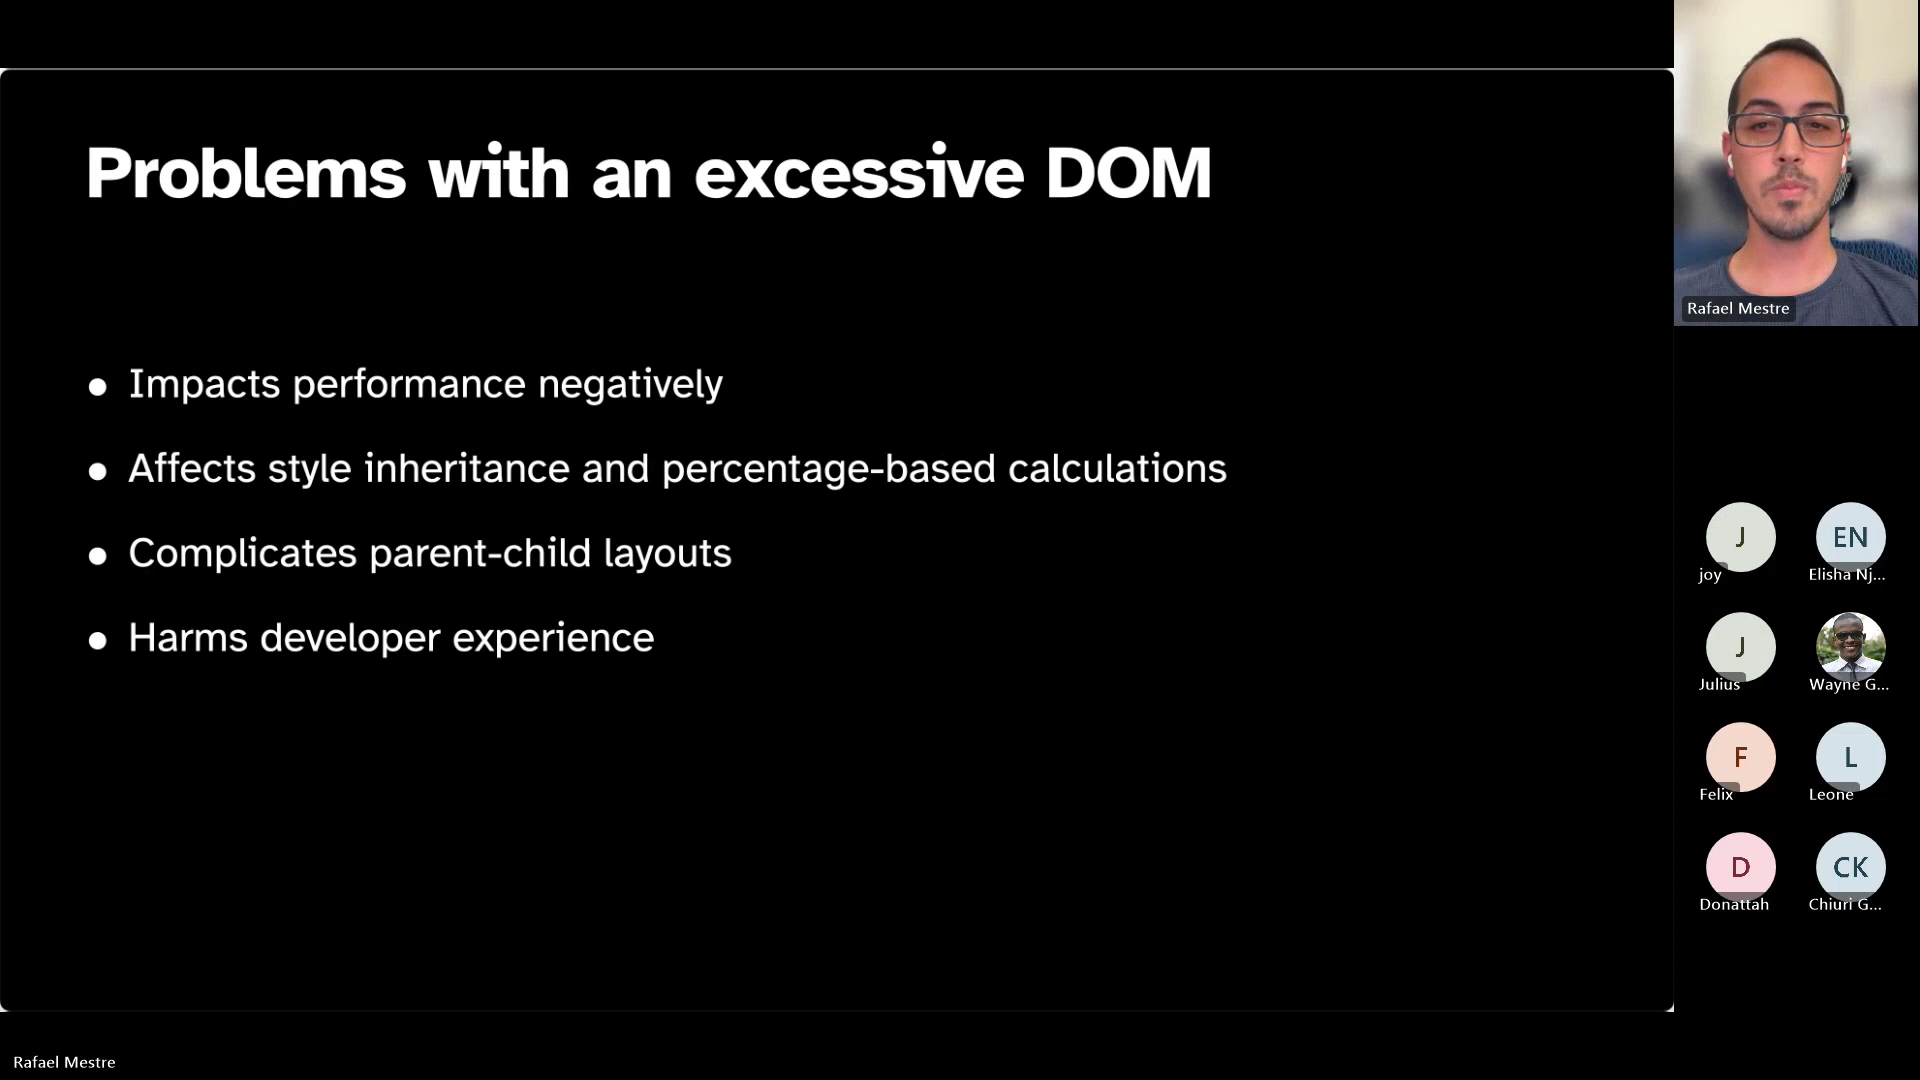 Problems with an excessive DOM
● Impacts performance negatively
● Affects style inheritance and percentage-based calculations
● Complicates parent-child layouts
● Harms developer experience
Rafael Mestre
J
EN
joy
Elisha Nj...
J
Julius
Wayne G...
F
L
Felix
Leone
D
CK
Donattah
Chiuri G...
Rafael Mestre